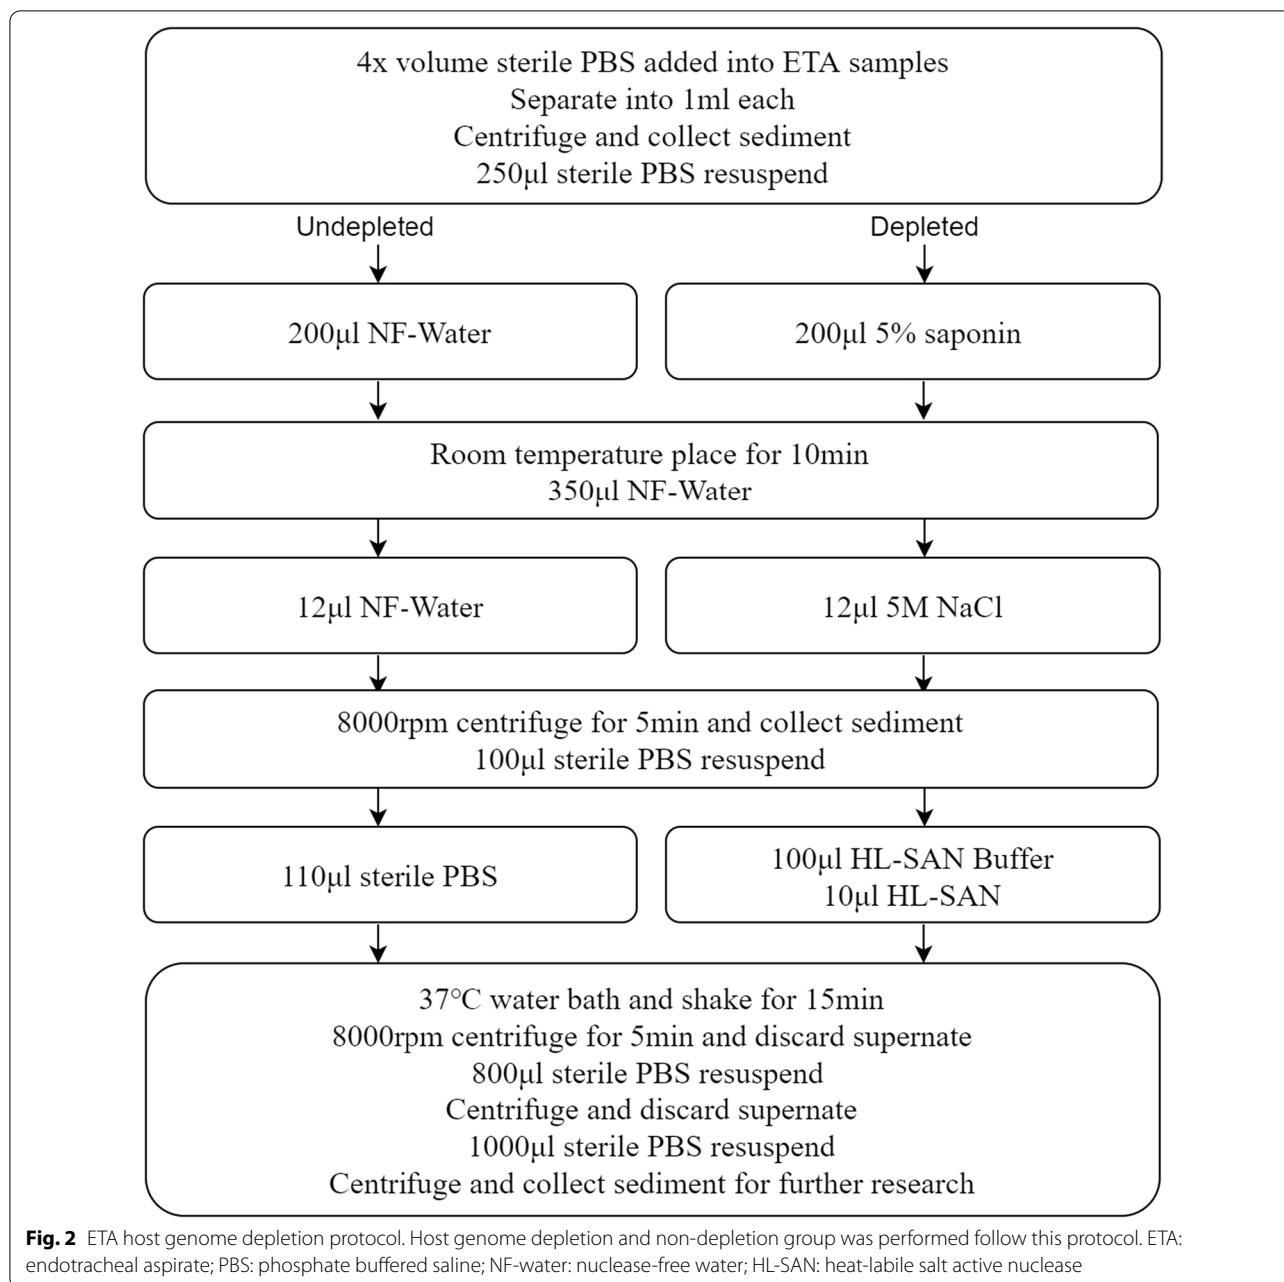 4x volume sterile PBS added into ETA samples
Separate into 1ml each
Centrifuge and collect sediment
250μl sterile PBS resuspend
Undepleted
Depleted
200μl NF-Water
200μl 5% saponin
Room temperature place for 10min
350μl NF-Water
12μl NF-Water
12μl 5M NaCl
8000rpm centrifuge for 5min and collect sediment
100μl sterile PBS resuspend
110μl sterile PBS
100μl HL-SAN Buffer
10μl HL-SAN
37°C water bath and shake for 15min
8000rpm centrifuge for 5min and discard supernate
800μl sterile PBS resuspend
Centrifuge and discard supernate
1000μl sterile PBS resuspend
Centrifuge and collect sediment for further research
Fig. 2 ETA host genome depletion protocol. Host genome depletion and non-depletion group was performed follow this protocol. ETA:
endotracheal aspirate; PBS: phosphate buffered saline; NF-water: nuclease-free water; HL-SAN: heat-labile salt active nuclease